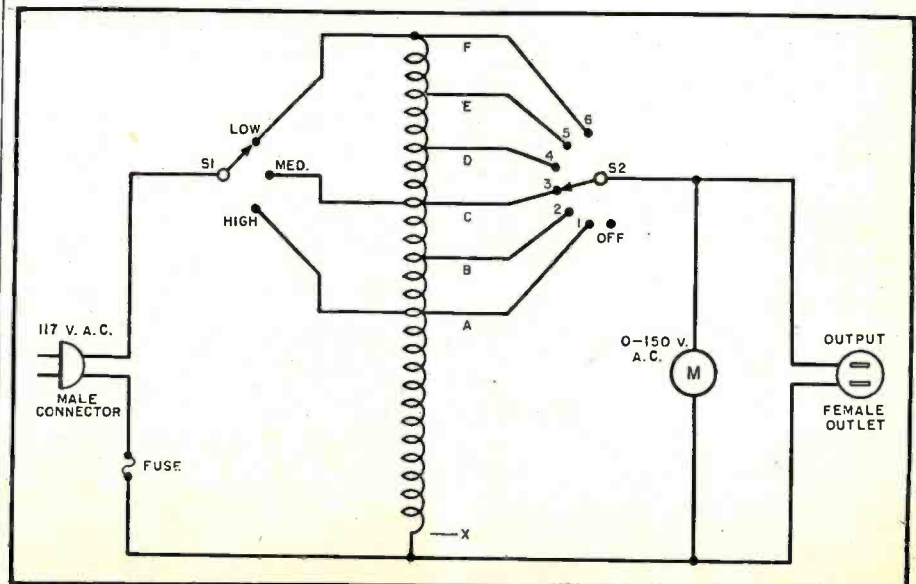 F
E
D
C
B
A
6
5
4
3
2
1
OFF
S2
LOW
S1
MED.
HIGH
117 V. A.C.
MALE
CONNECTOR
FUSE
X
0-150 V.
A.C.
M
OUTPUT
FEMALE
OUTLET